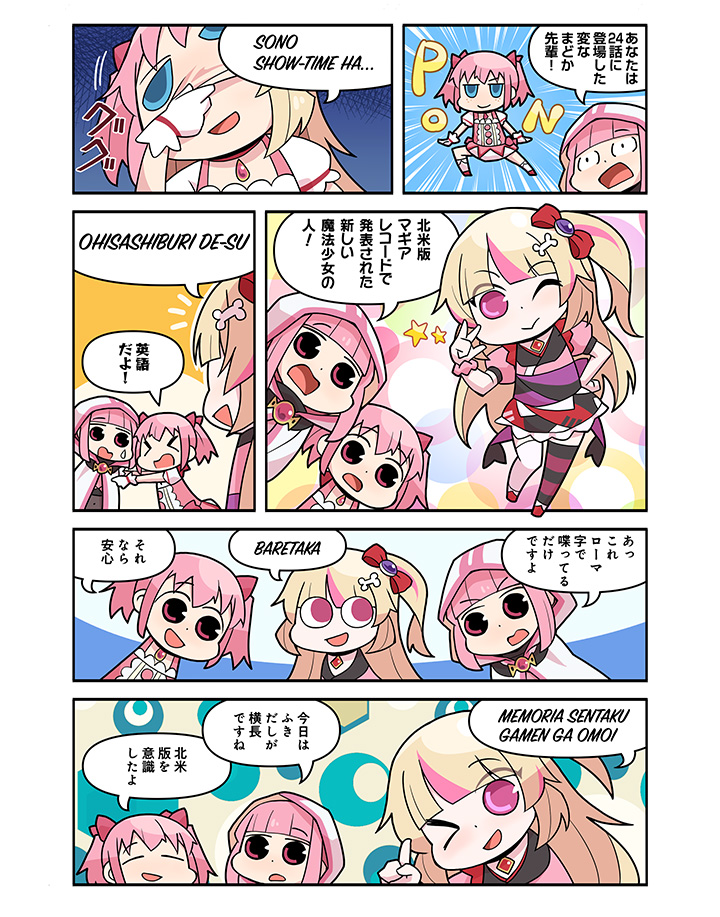 あなたは
24話に
登場した
変な
まどか
先輩!
PoN
SONO
SHOW-TIME HA...
グググ
北米版
マギア
レコードで
発表された
新しい
魔法少女の
人!
OHISASHIBURI DE-SU
英語
だよ!
あっ
これ
ローマ
字で
喋ってる
だけ
ですよ
BARETAKA
それ
なら
安心
MEMORIA SENTAKU
GAMEN GA OMOI
今日は
ふき
だしが
横長
ですね
北米
版を
意識
したよ